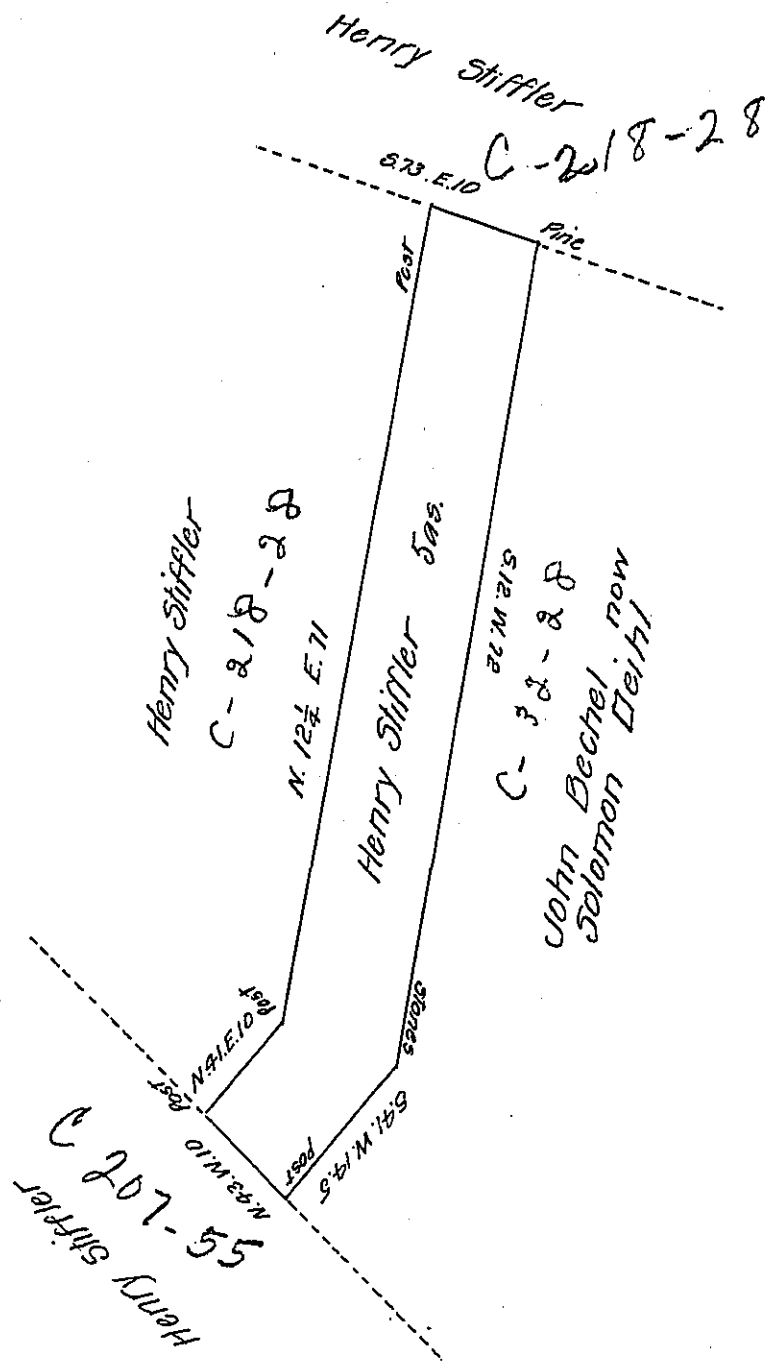 Henry Stiffler
C-218-28
S.73.E.10
Post
Pine
Henry Stiffler
C-218-28
N. 12¼ E. 71
Henry Stiffler 5as.
S.12.W.72
C-32-28
John Bechel now
Solomon Deihl
Post
N.41.E.10
Post
Stones
S.41.W.14.5
Post
N.43.W.10
C 207-55
Henry Stiffler